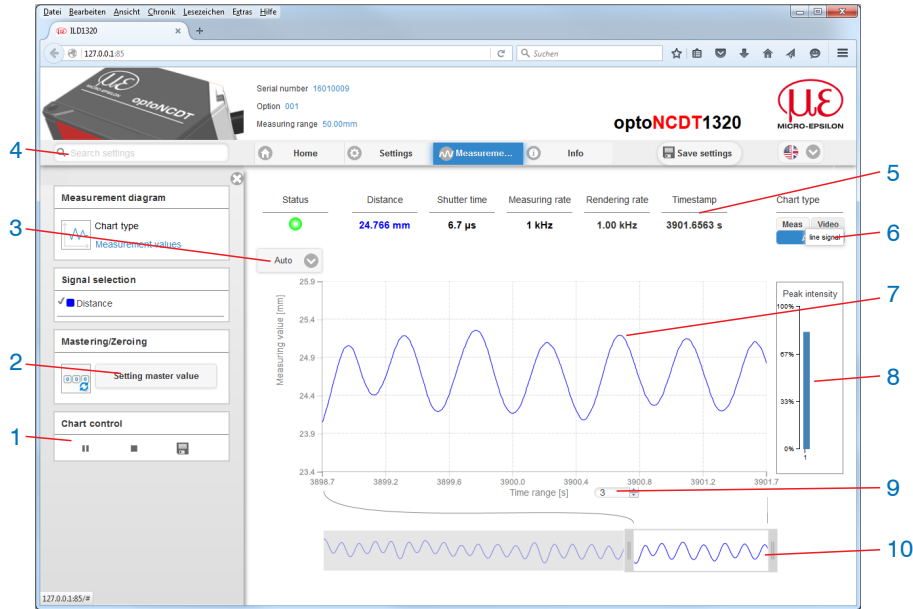 Datei Bearbeiten Ansicht Chronik Lesezeichen Extras Hilfe
ILD1320 × +
127.0.0.1:85
Suchen
με
MICRO-EPSILON
optoNCDT
Serial number 16010009
Option 001
Measuring range 50.00mm
optoNCDT1320
με
MICRO-EPSILON
4
Search settings
Home
Settings
Measureme...
Info
Save settings
Measurement diagram
Chart type
Measurement values
3
Signal selection
Distance
Mastering/Zeroing
2
000
Setting master value
Chart control
1
Status
Distance
Shutter time
Measuring rate
Rendering rate
Timestamp
Chart type
5
24.766 mm
6.7 µs
1 kHz
1.00 kHz
3901.6563 s
Meas
Video
line signal
6
Auto
25.9
25.4
24.9
24.4
23.9
23.4
Measuring value [mm]
7
Peak intensity
100%
67%
33%
0%
1
8
3898.7 3899.2 3899.6 3900.0 3900.4 3900.8 3901.2 3901.7
Time range [s]
3
9
10
127.0.0.1:85/#